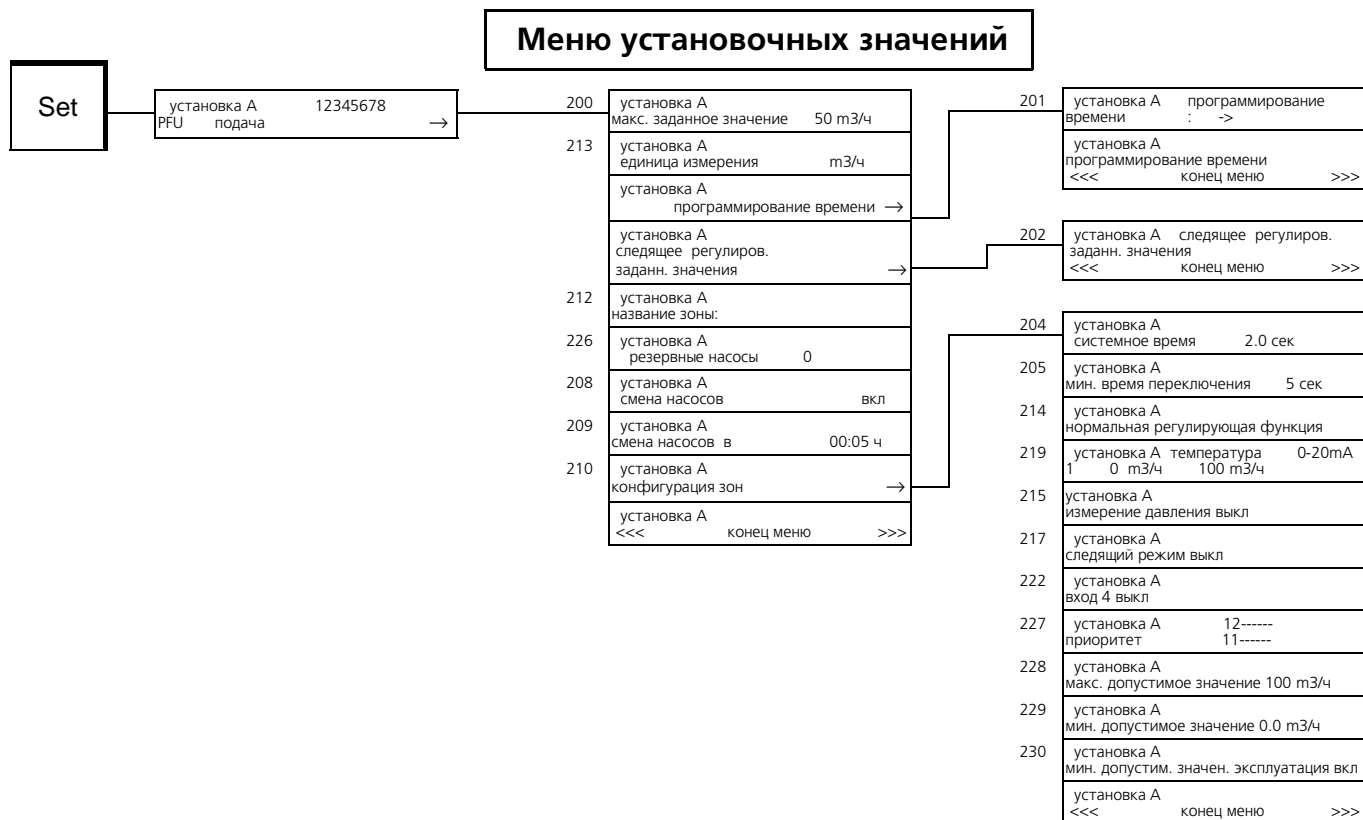 Меню установочных значений
Set
установка А 12345678
PFU подача →
200
установка А
макс. заданное значение 50 m3/ч
213
установка А
единица измерения m3/ч
установка А
программирование времени →
установка А
следящее регулиров.
заданн. значения →
212
установка А
название зоны:
226
установка А
резервные насосы 0
208
установка А
смена насосов вкл
209
установка А
смена насосов в 00:05 ч
210
установка А
конфигурация зон →
установка А
<<< конец меню >>>
201
установка А программирование
времени : ->
установка А
программирование времени
<<< конец меню >>>
202
установка А следящее регулиров.
заданн. значения
<<< конец меню >>>
204
установка А
системное время 2.0 сек
205
установка А
мин. время переключения 5 сек
214
установка А
нормальная регулирующая функция
219
установка А температура 0-20mA
1 0 m3/ч 100 m3/ч
215
установка А
измерение давления выкл
217
установка А
следящий режим выкл
222
установка А
вход 4 выкл
227
установка А 12------
приоритет 11------
228
установка А
макс. допустимое значение 100 m3/ч
229
установка А
мин. допустимое значение 0.0 m3/ч
230
установка А
мин. допустим. значен. эксплуатация вкл
установка А
<<< конец меню >>>